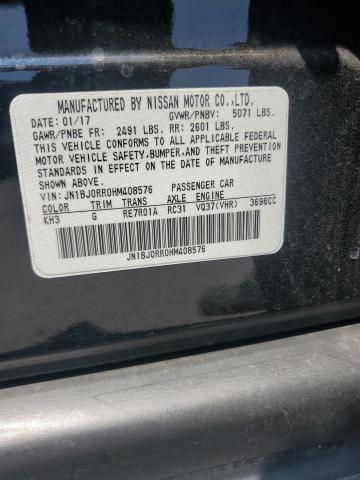 MANUFACTURED BY NISSAN MOTOR CO.,LTD.
DATE: 01/17 GVWR/PNBV: 5071 LBS.
GAWR/PNBE FR: 2491 LBS. RR: 2601 LBS.
THIS VEHICLE CONFORMS TO ALL APPLICABLE FEDERAL
MOTOR VEHICLE SAFETY, BUMPER, AND THEFT PREVENTION
STANDARDS IN EFFECT ON THE DATE OF MANUFACTURE
SHOWN ABOVE.
VIN: JN1BJ0RR0HM408576 PASSENGER CAR
COLOR TRIM TRANS AXLE ENGINE
KH3 G RE7R01A RC31 VQ37(VHR) 3696CC
JN1BJ0RR0HM408576